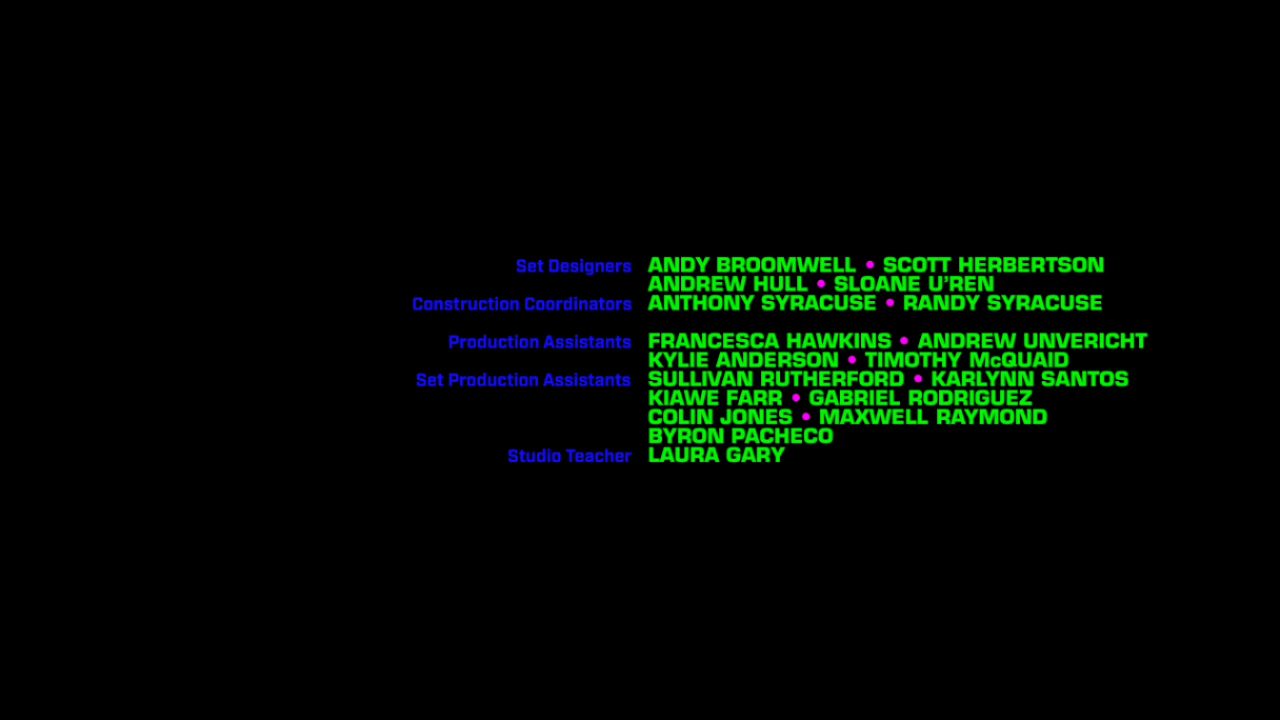 Set Designers ANDY BROOMWELL • SCOTT HERBERTSON
ANDREW HULL • SLOANE U'REN
Construction Coordinators ANTHONY SYRACUSE • RANDY SYRACUSE
Production Assistants FRANCESCA HAWKINS • ANDREW UNVERICHT
KYLIE ANDERSON • TIMOTHY McQUAID
Set Production Assistants SULLIVAN RUTHERFORD • KARLYNN SANTOS
KIAWE FARR • GABRIEL RODRIGUEZ
COLIN JONES • MAXWELL RAYMOND
BYRON PACHECO
Studio Teacher LAURA GARY